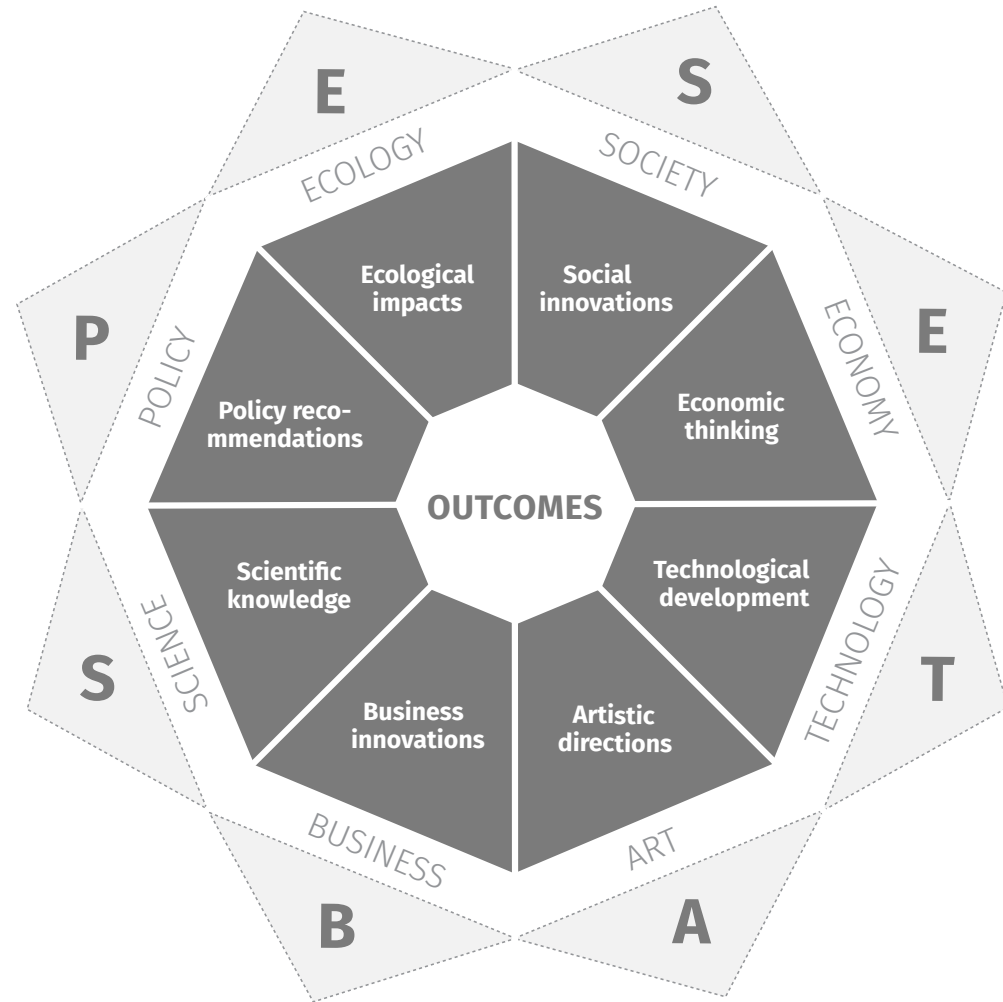 E
S
ECOLOGY
SOCIETY
Ecological
impacts
Social
innovations
P
E
POLICY
ECONOMY
Policy reco-
mmendations
Economic
thinking
OUTCOMES
Scientific
knowledge
Technological
development
SCIENCE
TECHNOLOGY
S
T
Business
innovations
Artistic
directions
BUSINESS
ART
B
A